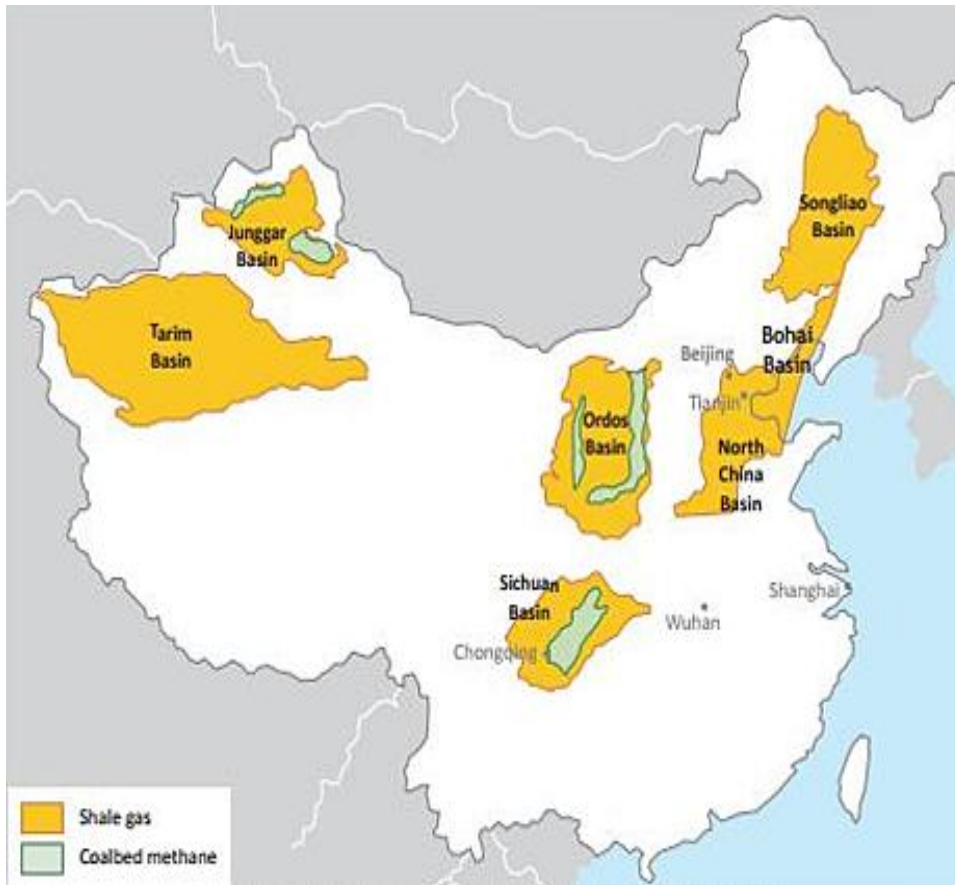 Songliao
Basin
Junggar
Basin
Tarim
Basin
Bohai
Basin
Beijing
Tianjin
Ordos
Basin
North
China
Basin
Sichuan
Basin
Shanghai
Wuhan
Chongqing
Shale gas
Coalbed methane